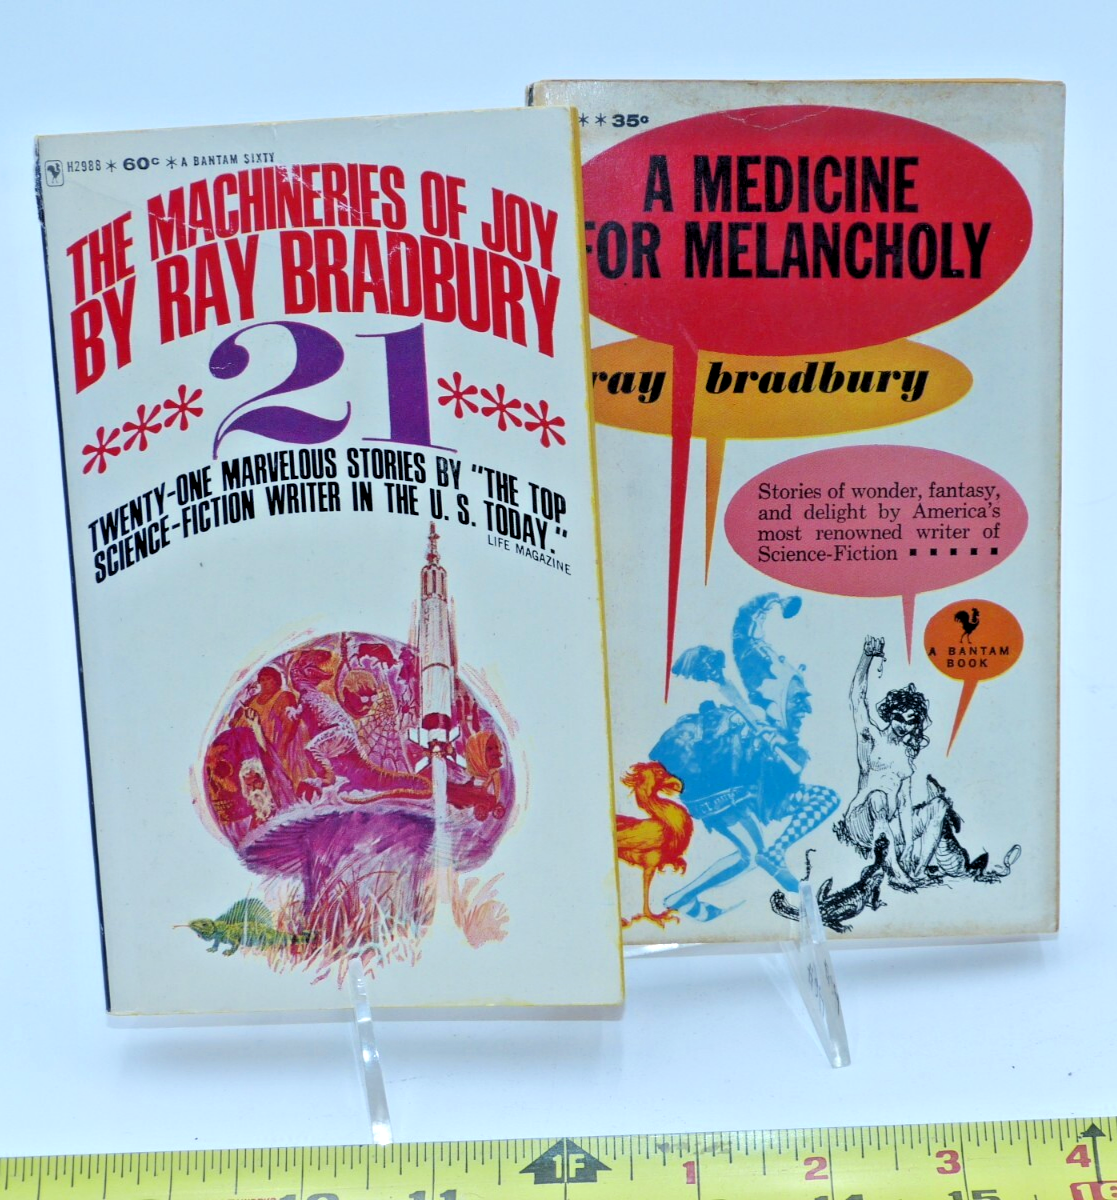 H2988 * 60¢ * A BANTAM SIXTY
THE MACHINERIES OF JOY
BY RAY BRADBURY
*** 21 ***
TWENTY-ONE MARVELOUS STORIES BY "THE TOP
SCIENCE-FICTION WRITER IN THE U. S. TODAY."
LIFE MAGAZINE
** 35¢
A MEDICINE
FOR MELANCHOLY
ray bradbury
Stories of wonder, fantasy,
and delight by America's
most renowned writer of
Science-Fiction ▪ ▪ ▪ ▪ ▪
A BANTAM
BOOK
1F 1 2 3 4